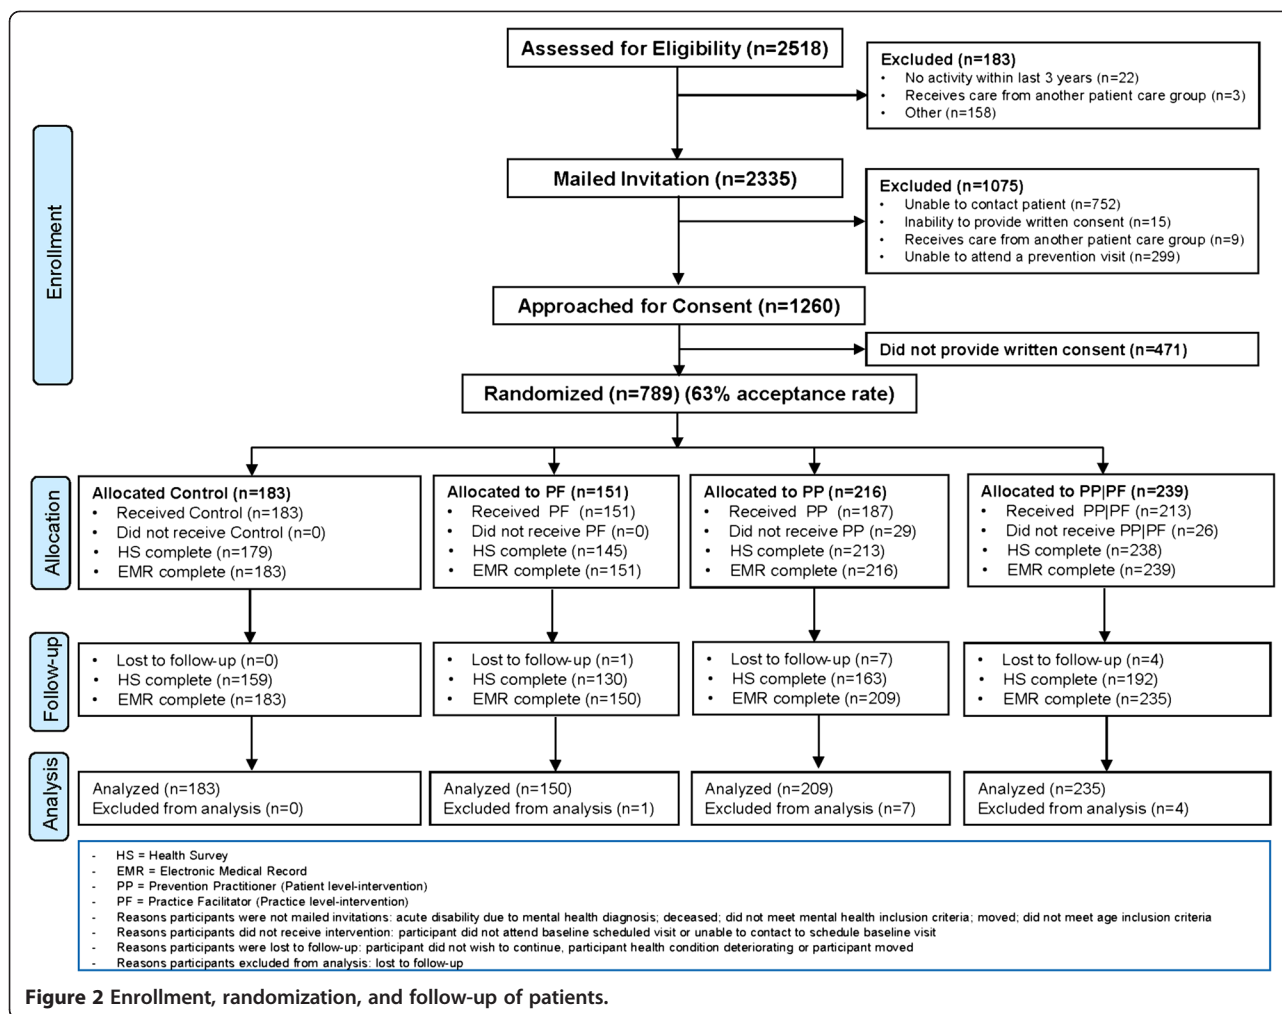 Assessed for Eligibility (n=2518)
Excluded (n=183)
• No activity within last 3 years (n=22)
• Receives care from another patient care group (n=3)
• Other (n=158)
Enrollment
Mailed Invitation (n=2335)
Excluded (n=1075)
• Unable to contact patient (n=752)
• Inability to provide written consent (n=15)
• Receives care from another patient care group (n=9)
• Unable to attend a prevention visit (n=299)
Approached for Consent (n=1260)
Did not provide written consent (n=471)
Randomized (n=789) (63% acceptance rate)
Allocation
Allocated Control (n=183)
• Received Control (n=183)
• Did not receive Control (n=0)
• HS complete (n=179)
• EMR complete (n=183)
Allocated to PF (n=151)
• Received PF (n=151)
• Did not receive PF (n=0)
• HS complete (n=145)
• EMR complete (n=151)
Allocated to PP (n=216)
• Received PP (n=187)
• Did not receive PP (n=29)
• HS complete (n=213)
• EMR complete (n=216)
Allocated to PP|PF (n=239)
• Received PP|PF (n=213)
• Did not receive PP|PF (n=26)
• HS complete (n=238)
• EMR complete (n=239)
Follow-up
• Lost to follow-up (n=0)
• HS complete (n=159)
• EMR complete (n=183)
• Lost to follow-up (n=1)
• HS complete (n=130)
• EMR complete (n=150)
• Lost to follow-up (n=7)
• HS complete (n=163)
• EMR complete (n=209)
• Lost to follow-up (n=4)
• HS complete (n=192)
• EMR complete (n=235)
Analysis
Analyzed (n=183)
Excluded from analysis (n=0)
Analyzed (n=150)
Excluded from analysis (n=1)
Analyzed (n=209)
Excluded from analysis (n=7)
Analyzed (n=235)
Excluded from analysis (n=4)
- HS = Health Survey
- EMR = Electronic Medical Record
- PP = Prevention Practitioner (Patient level-intervention)
- PF = Practice Facilitator (Practice level-intervention)
- Reasons participants were not mailed invitations: acute disability due to mental health diagnosis; deceased; did not meet mental health inclusion criteria; moved; did not meet age inclusion criteria
- Reasons participants did not receive intervention: participant did not attend baseline scheduled visit or unable to contact to schedule baseline visit
- Reasons participants were lost to follow-up: participant did not wish to continue, participant health condition deteriorating or participant moved
- Reasons participants excluded from analysis: lost to follow-up
Figure 2 Enrollment, randomization, and follow-up of patients.